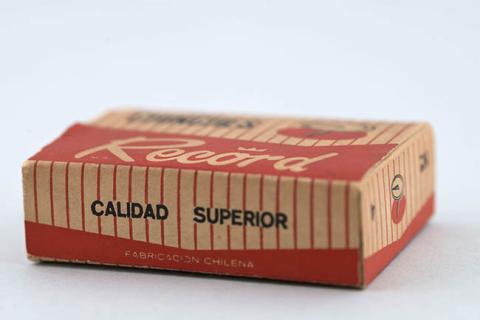 Record
CALIDAD SUPERIOR
FABRICACION CHILENA